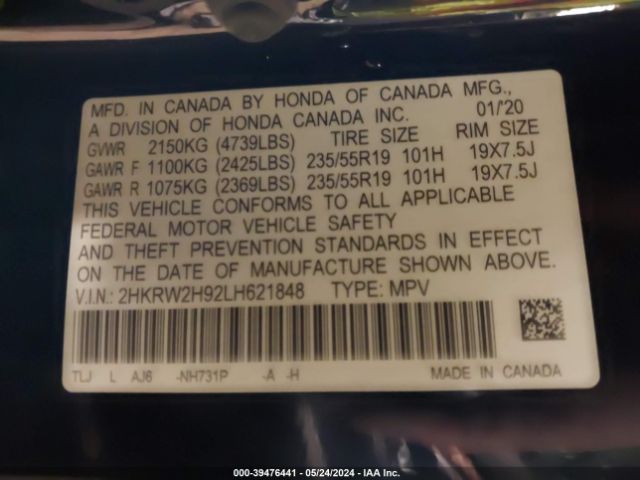 MFD. IN CANADA BY HONDA OF CANADA MFG.,
A DIVISION OF HONDA CANADA INC. 01/'20
GVWR 2150KG (4739LBS) TIRE SIZE RIM SIZE
GAWR F 1100KG (2425LBS) 235/55R19 101H 19X7.5J
GAWR R 1075KG (2369LBS) 235/55R19 101H 19X7.5J
THIS VEHICLE CONFORMS TO ALL APPLICABLE
FEDERAL MOTOR VEHICLE SAFETY
AND THEFT PREVENTION STANDARDS IN EFFECT
ON THE DATE OF MANUFACTURE SHOWN ABOVE.
V.I.N.: 2HKRW2H92LH621848 TYPE: MPV
TLJ L AJ6 -NH731P -A -H MADE IN CANADA
000-39476441 - 05/24/2024 - IAA Inc.